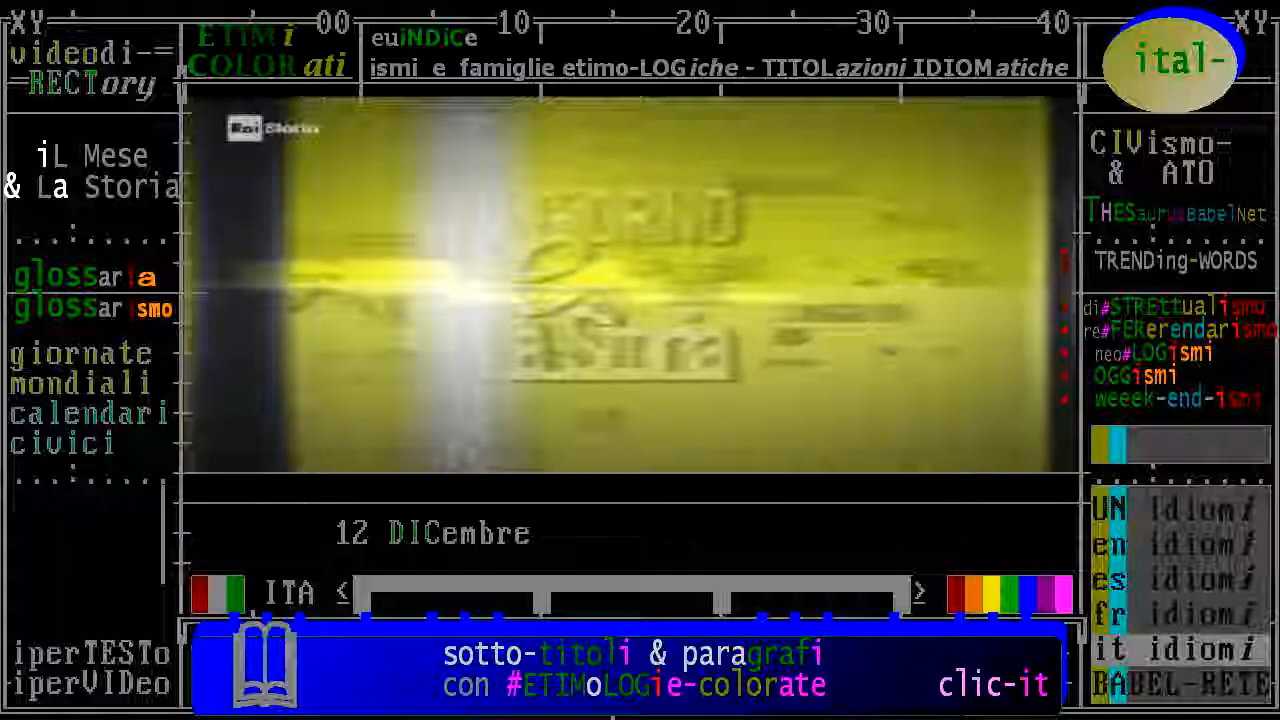 XY 00 10 20 30 40 XY
videodi-=
=RECTory
ETIMi
COLORati
euiNDiCe
ismi e famiglie etimo-LOGiche - TITOLazioni IDIOMatiche
ital-
iL Mese
& La Storia
glossaria
glossarismo
giornate
mondiali
calendari
civici
Rai Storia
CIVismo-
& ATO
THESaurusBabelNet
TRENDing-WORDS
di#STREttualismo
re#FERerendarismo
neo#LOGismi
OGGismi
weeek-end-ismi
12 DICembre
ITA <
>
UN idiomi
en idiomi
es idiomi
fr idiomi
it idiomi
BABEL-RETE
iperTESTo
iperVIDeo
sotto-titoli & paragrafi
con #ETIMoLOGie-colorate
clic-it